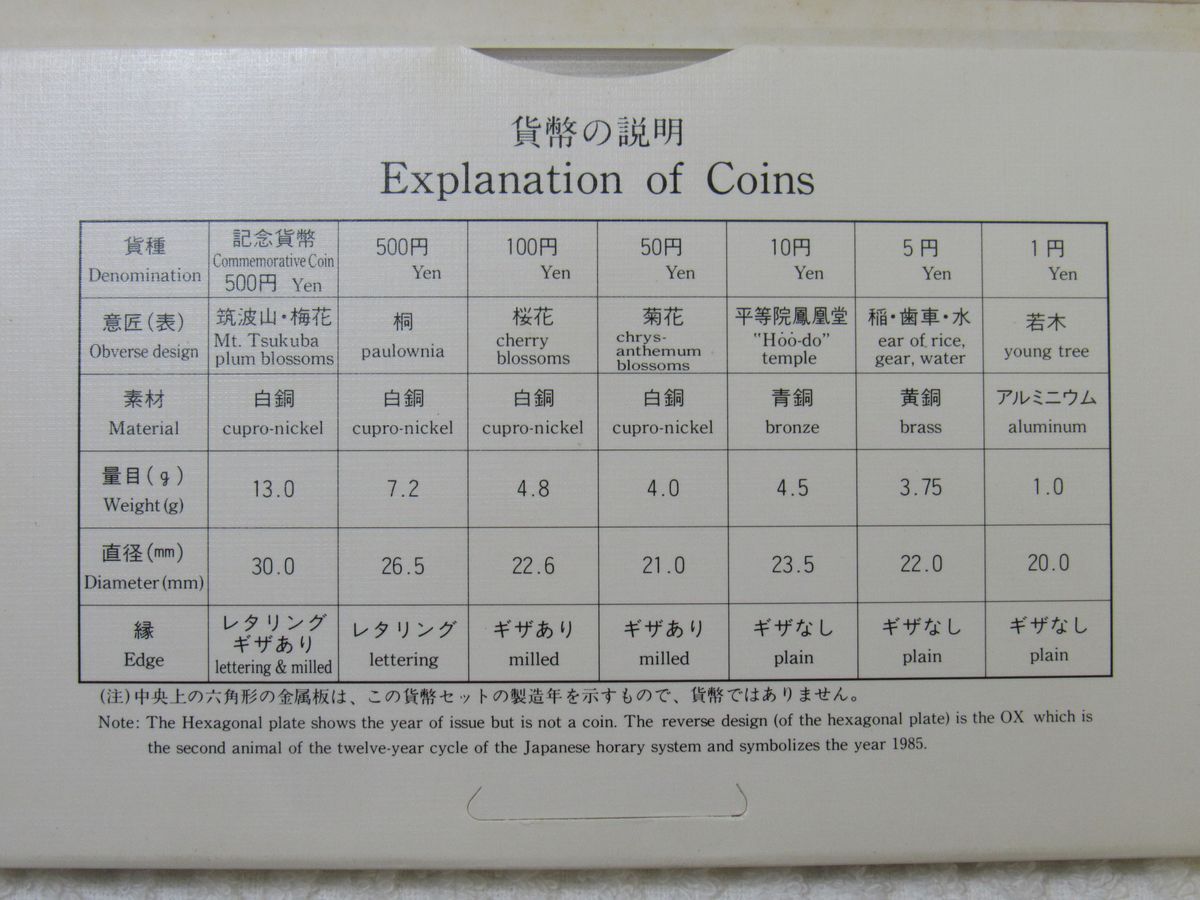 貨幣の説明
Explanation of Coins
貨種
Denomination
記念貨幣
Commemorative Coin
500円 Yen
500円
Yen
100円
Yen
50円
Yen
10円
Yen
5円
Yen
1円
Yen
意匠(表)
Obverse design
筑波山・梅花
Mt. Tsukuba
plum blossoms
桐
paulownia
桜花
cherry
blossoms
菊花
chrys-
anthemum
blossoms
平等院鳳凰堂
"Hōō-do"
temple
稲・歯車・水
ear of rice,
gear, water
若木
young tree
素材
Material
白銅
cupro-nickel
白銅
cupro-nickel
白銅
cupro-nickel
白銅
cupro-nickel
青銅
bronze
黄銅
brass
アルミニウム
aluminum
量目(g)
Weight(g)
13.0
7.2
4.8
4.0
4.5
3.75
1.0
直径(mm)
Diameter(mm)
30.0
26.5
22.6
21.0
23.5
22.0
20.0
縁
Edge
レタリング
ギザあり
lettering & milled
レタリング
lettering
ギザあり
milled
ギザあり
milled
ギザなし
plain
ギザなし
plain
ギザなし
plain
(注)中央上の六角形の金属板は、この貨幣セットの製造年を示すもので、貨幣ではありません。
Note: The Hexagonal plate shows the year of issue but is not a coin. The reverse design (of the hexagonal plate) is the OX which is
the second animal of the twelve-year cycle of the Japanese horary system and symbolizes the year 1985.